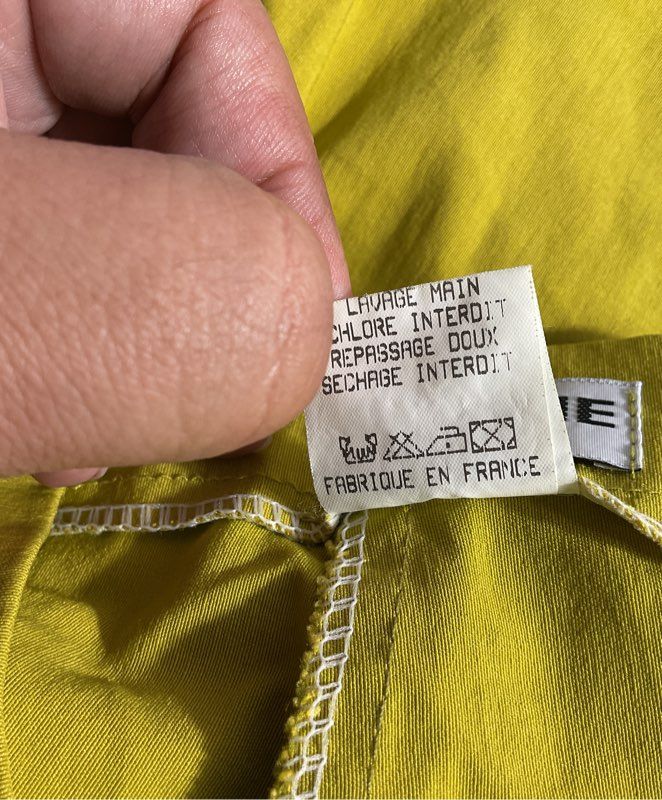 LAVAGE MAIN
CHLORE INTERDIT
REPASSAGE DOUX
SECHAGE INTERDIT
FABRIQUE EN FRANCE